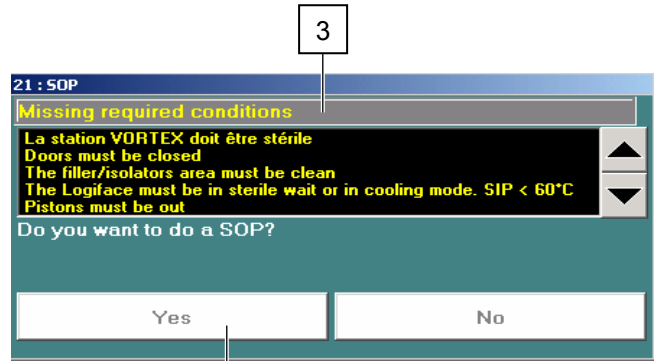 3
21 : SOP
Missing required conditions
La station VORTEX doit être stérile
Doors must be closed
The filler/isolators area must be clean
The Logiface must be in sterile wait or in cooling mode. SIP < 60°C
Pistons must be out
Do you want to do a SOP?
Yes
No